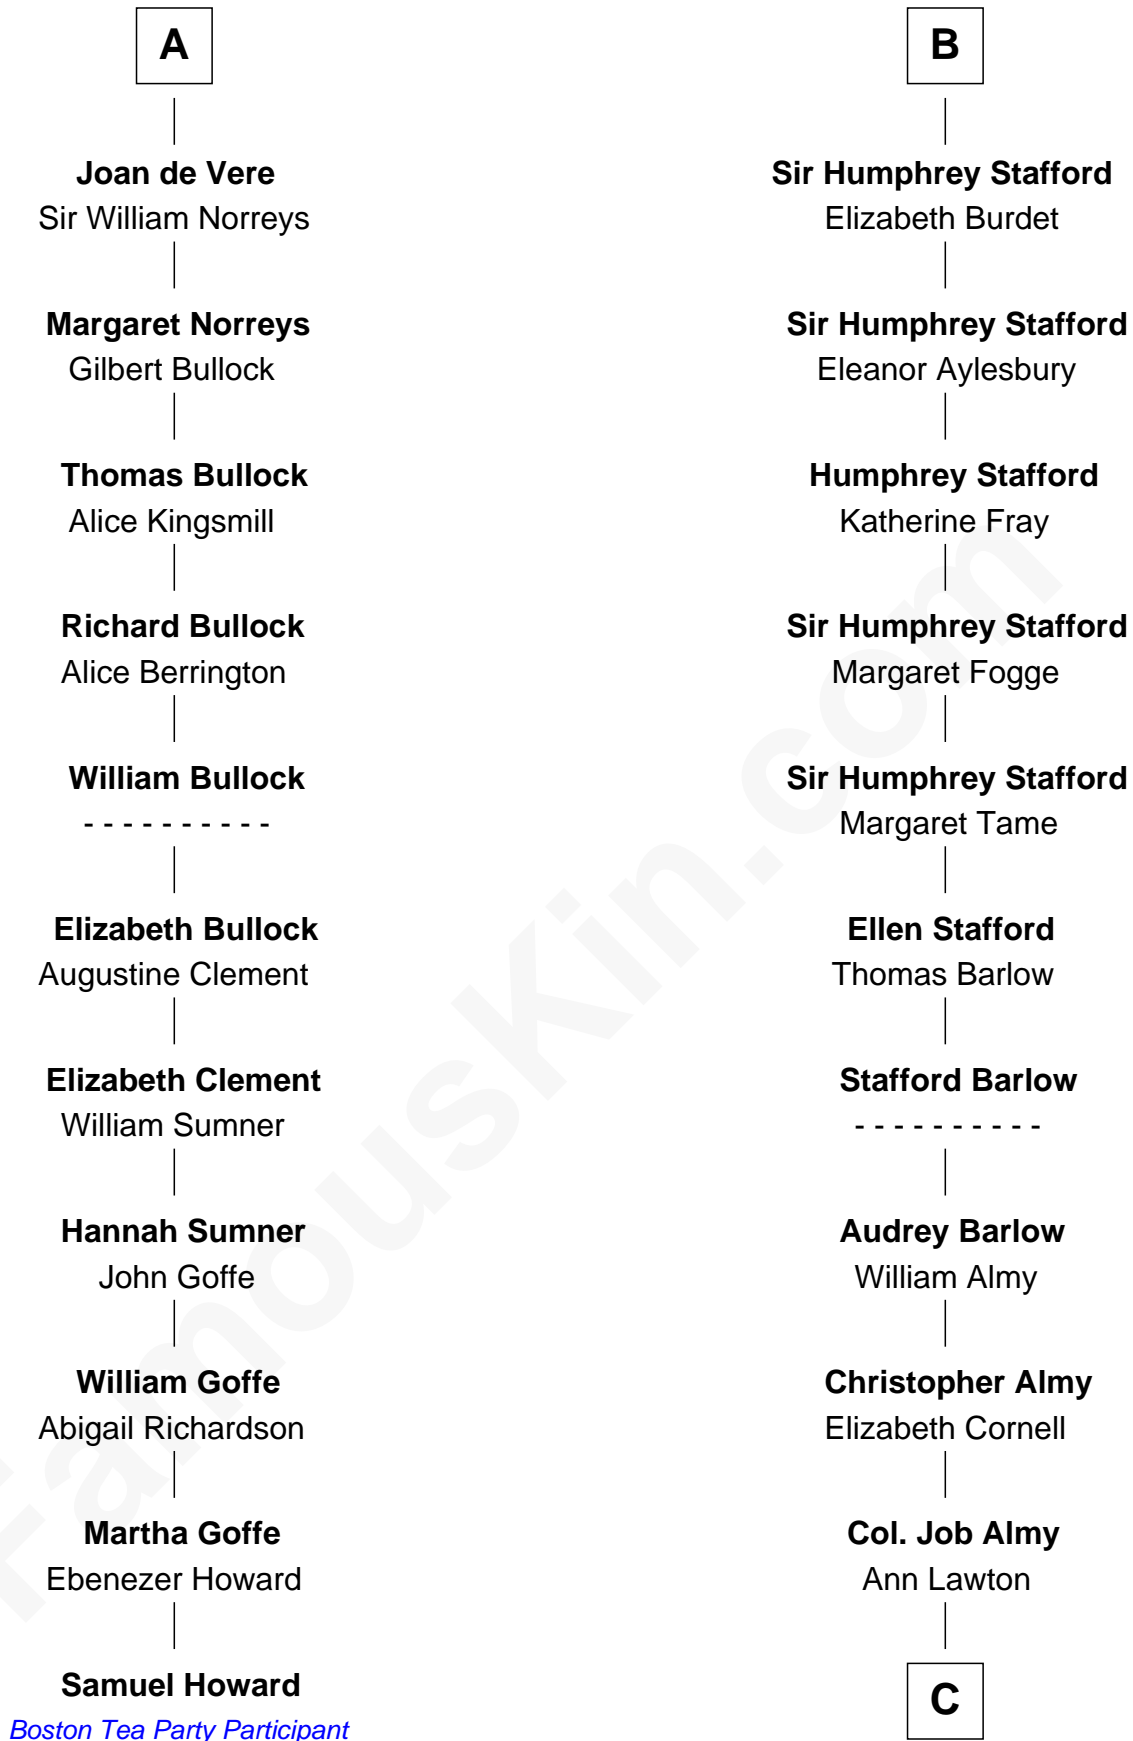 A
Joan de Vere
Sir William Norreys
Margaret Norreys
Gilbert Bullock
Thomas Bullock
Alice Kingsmill
Richard Bullock
Alice Berrington
William Bullock
- - - - - - - - - -
Elizabeth Bullock
Augustine Clement
Elizabeth Clement
William Sumner
Hannah Sumner
John Goffe
William Goffe
Abigail Richardson
Martha Goffe
Ebenezer Howard
Samuel Howard
Boston Tea Party Participant
B
Sir Humphrey Stafford
Elizabeth Burdet
Sir Humphrey Stafford
Eleanor Aylesbury
Humphrey Stafford
Katherine Fray
Sir Humphrey Stafford
Margaret Fogge
Sir Humphrey Stafford
Margaret Tame
Ellen Stafford
Thomas Barlow
Stafford Barlow
- - - - - - - - - -
Audrey Barlow
William Almy
Christopher Almy
Elizabeth Cornell
Col. Job Almy
Ann Lawton
C
FamousKin.com